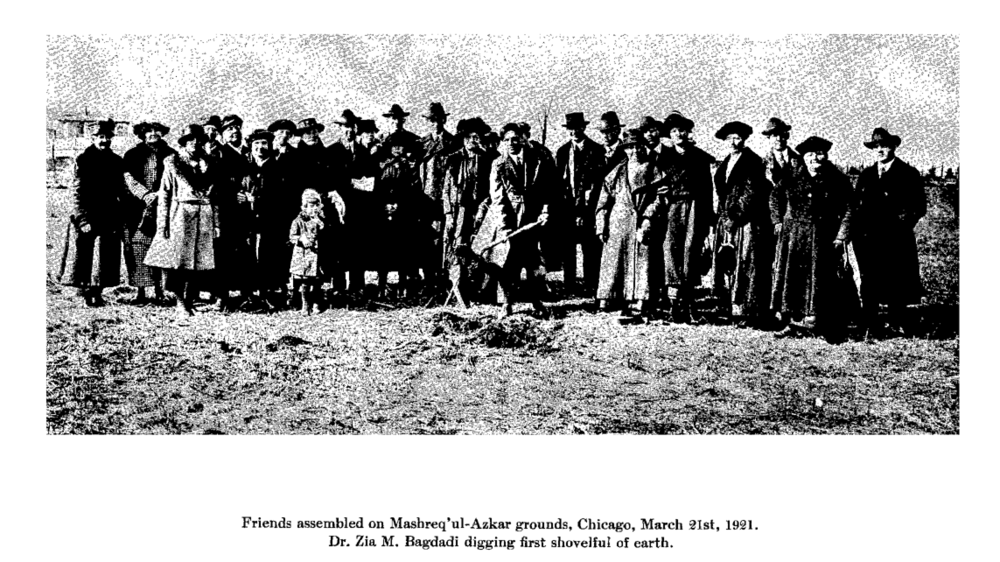 Friends assembled on Mashreq'ul-Azkar grounds, Chicago, March 21st, 1921.
Dr. Zia M. Bagdadi digging first shovelful of earth.